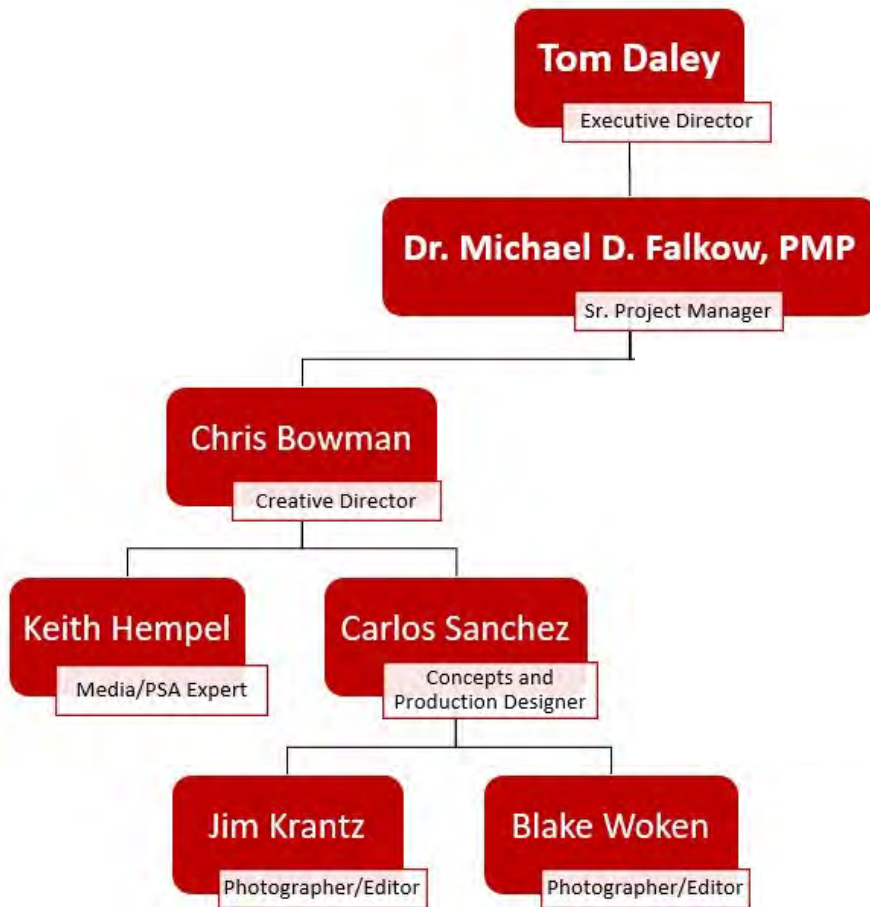 Tom Daley
Executive Director
Dr. Michael D. Falkow, PMP
Sr. Project Manager
Chris Bowman
Creative Director
Keith Hempel
Media/PSA Expert
Carlos Sanchez
Concepts and
Production Designer
Jim Krantz
Photographer/Editor
Blake Woken
Photographer/Editor